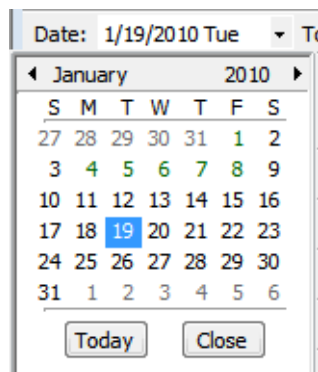 Date: 1/19/2010 Tue To
January 2010
S M T W T F S
27 28 29 30 31 1 2
3 4 5 6 7 8 9
10 11 12 13 14 15 16
17 18 19 20 21 22 23
24 25 26 27 28 29 30
31 1 2 3 4 5 6
Today Close